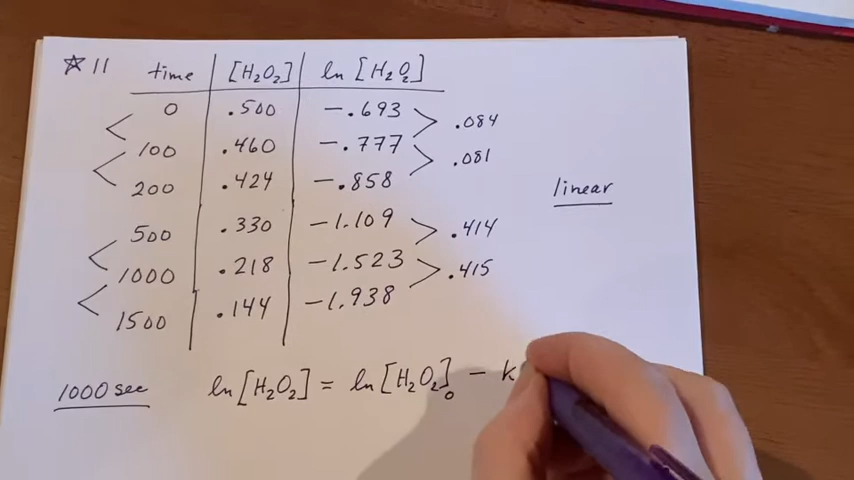 ☆ 11 time [H₂O₂] ln [H₂O₂]
0 .500 -.693
.084
100 .460 -.777
.081
200 .424 -.858
linear
500 .330 -1.109
.414
1000 .218 -1.523
.415
1500 .144 -1.938
1000 sec ln [H₂O₂] = ln [H₂O₂]₀ - k